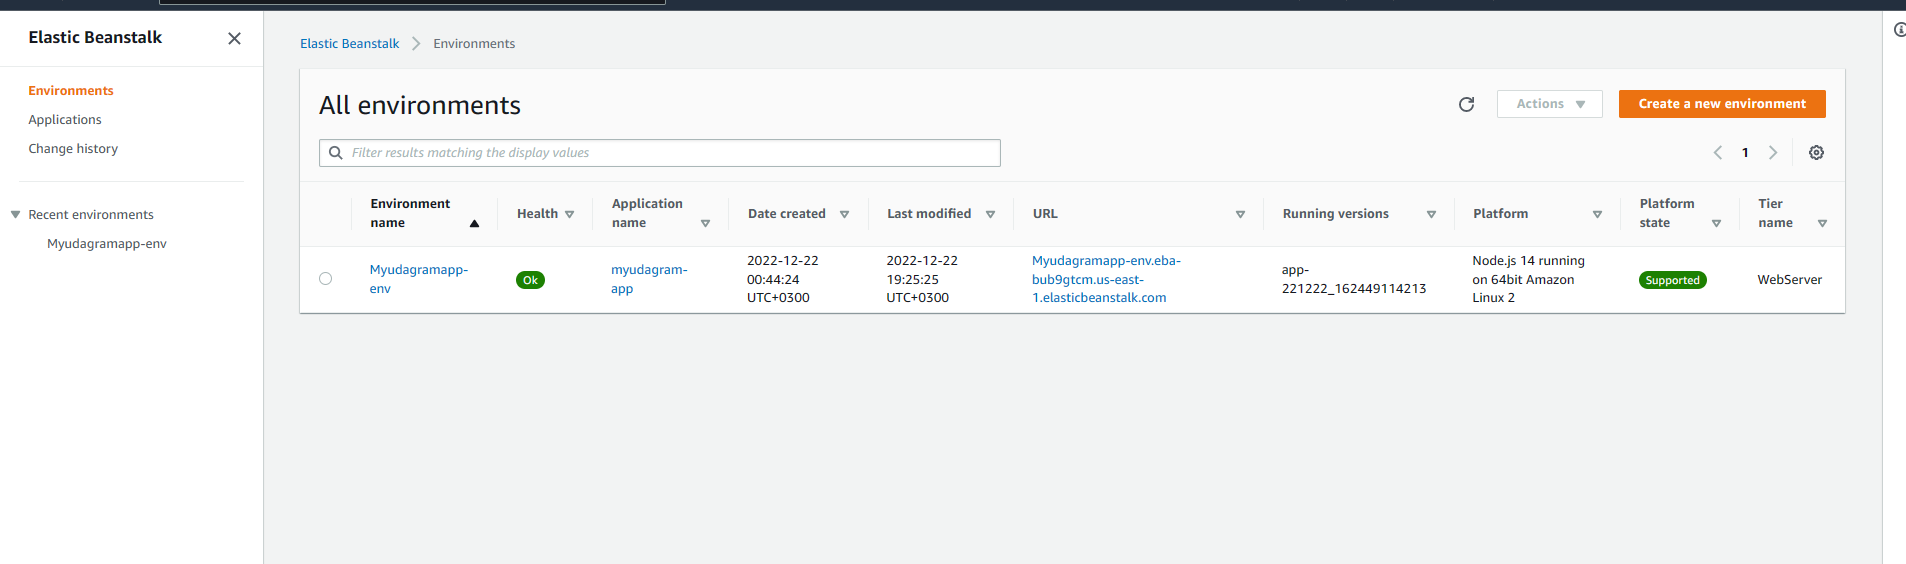 Elastic Beanstalk
Environments
Applications
Change history
Recent environments
Myudagramapp-env
Elastic Beanstalk
Environments
All environments
Actions
Create a new environment
Filter results matching the display values
1
Environment
name
Health
Application
name
Date created
Last modified
URL
Running versions
Platform
Platform
state
Tier
name
Myudagramapp-
env
Ok
myudagram-
app
2022-12-22
00:44:24
UTC+0300
2022-12-22
19:25:25
UTC+0300
Myudagramapp-env.eba-
bub9gtcm.us-east-
1.elasticbeanstalk.com
app-
221222_162449114213
Node.js 14 running
on 64bit Amazon
Linux 2
Supported
WebServer